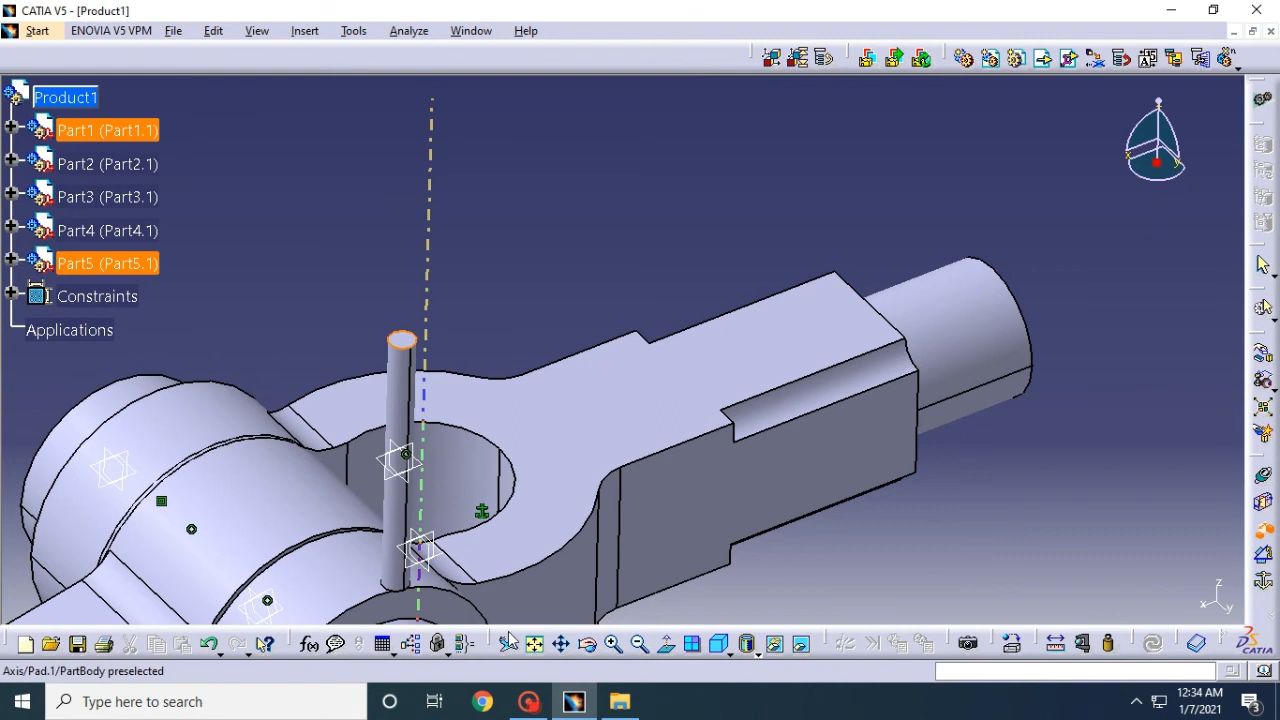 CATIA V5 - [Product1]
Start ENOVIA V5 VPM File Edit View Insert Tools Analyze Window Help
Product1
Part1 (Part1.1)
Part2 (Part2.1)
Part3 (Part3.1)
Part4 (Part4.1)
Part5 (Part5.1)
Constraints
Applications
z
x y
CATIA
Axis/Pad.1/PartBody preselected
Type here to search
12:34 AM
1/7/2021
3